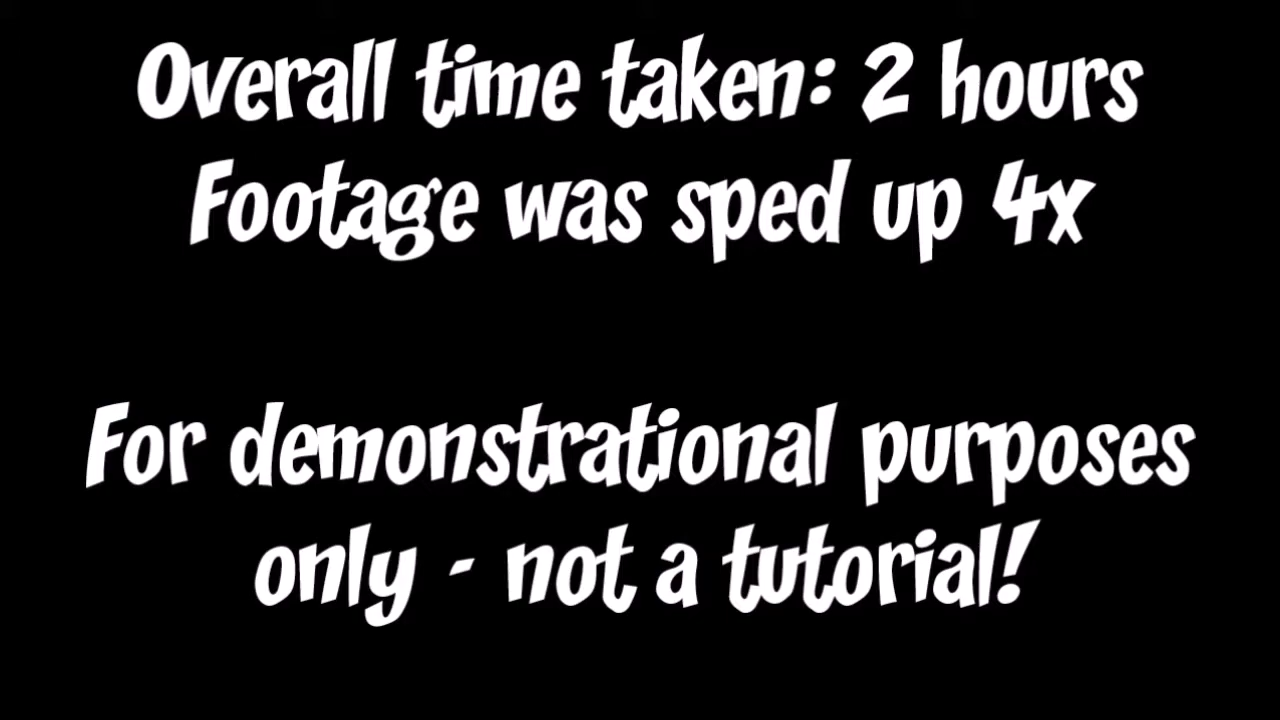 Overall time taken: 2 hours
Footage was sped up 4x
For demonstrational purposes
only - not a tutorial!